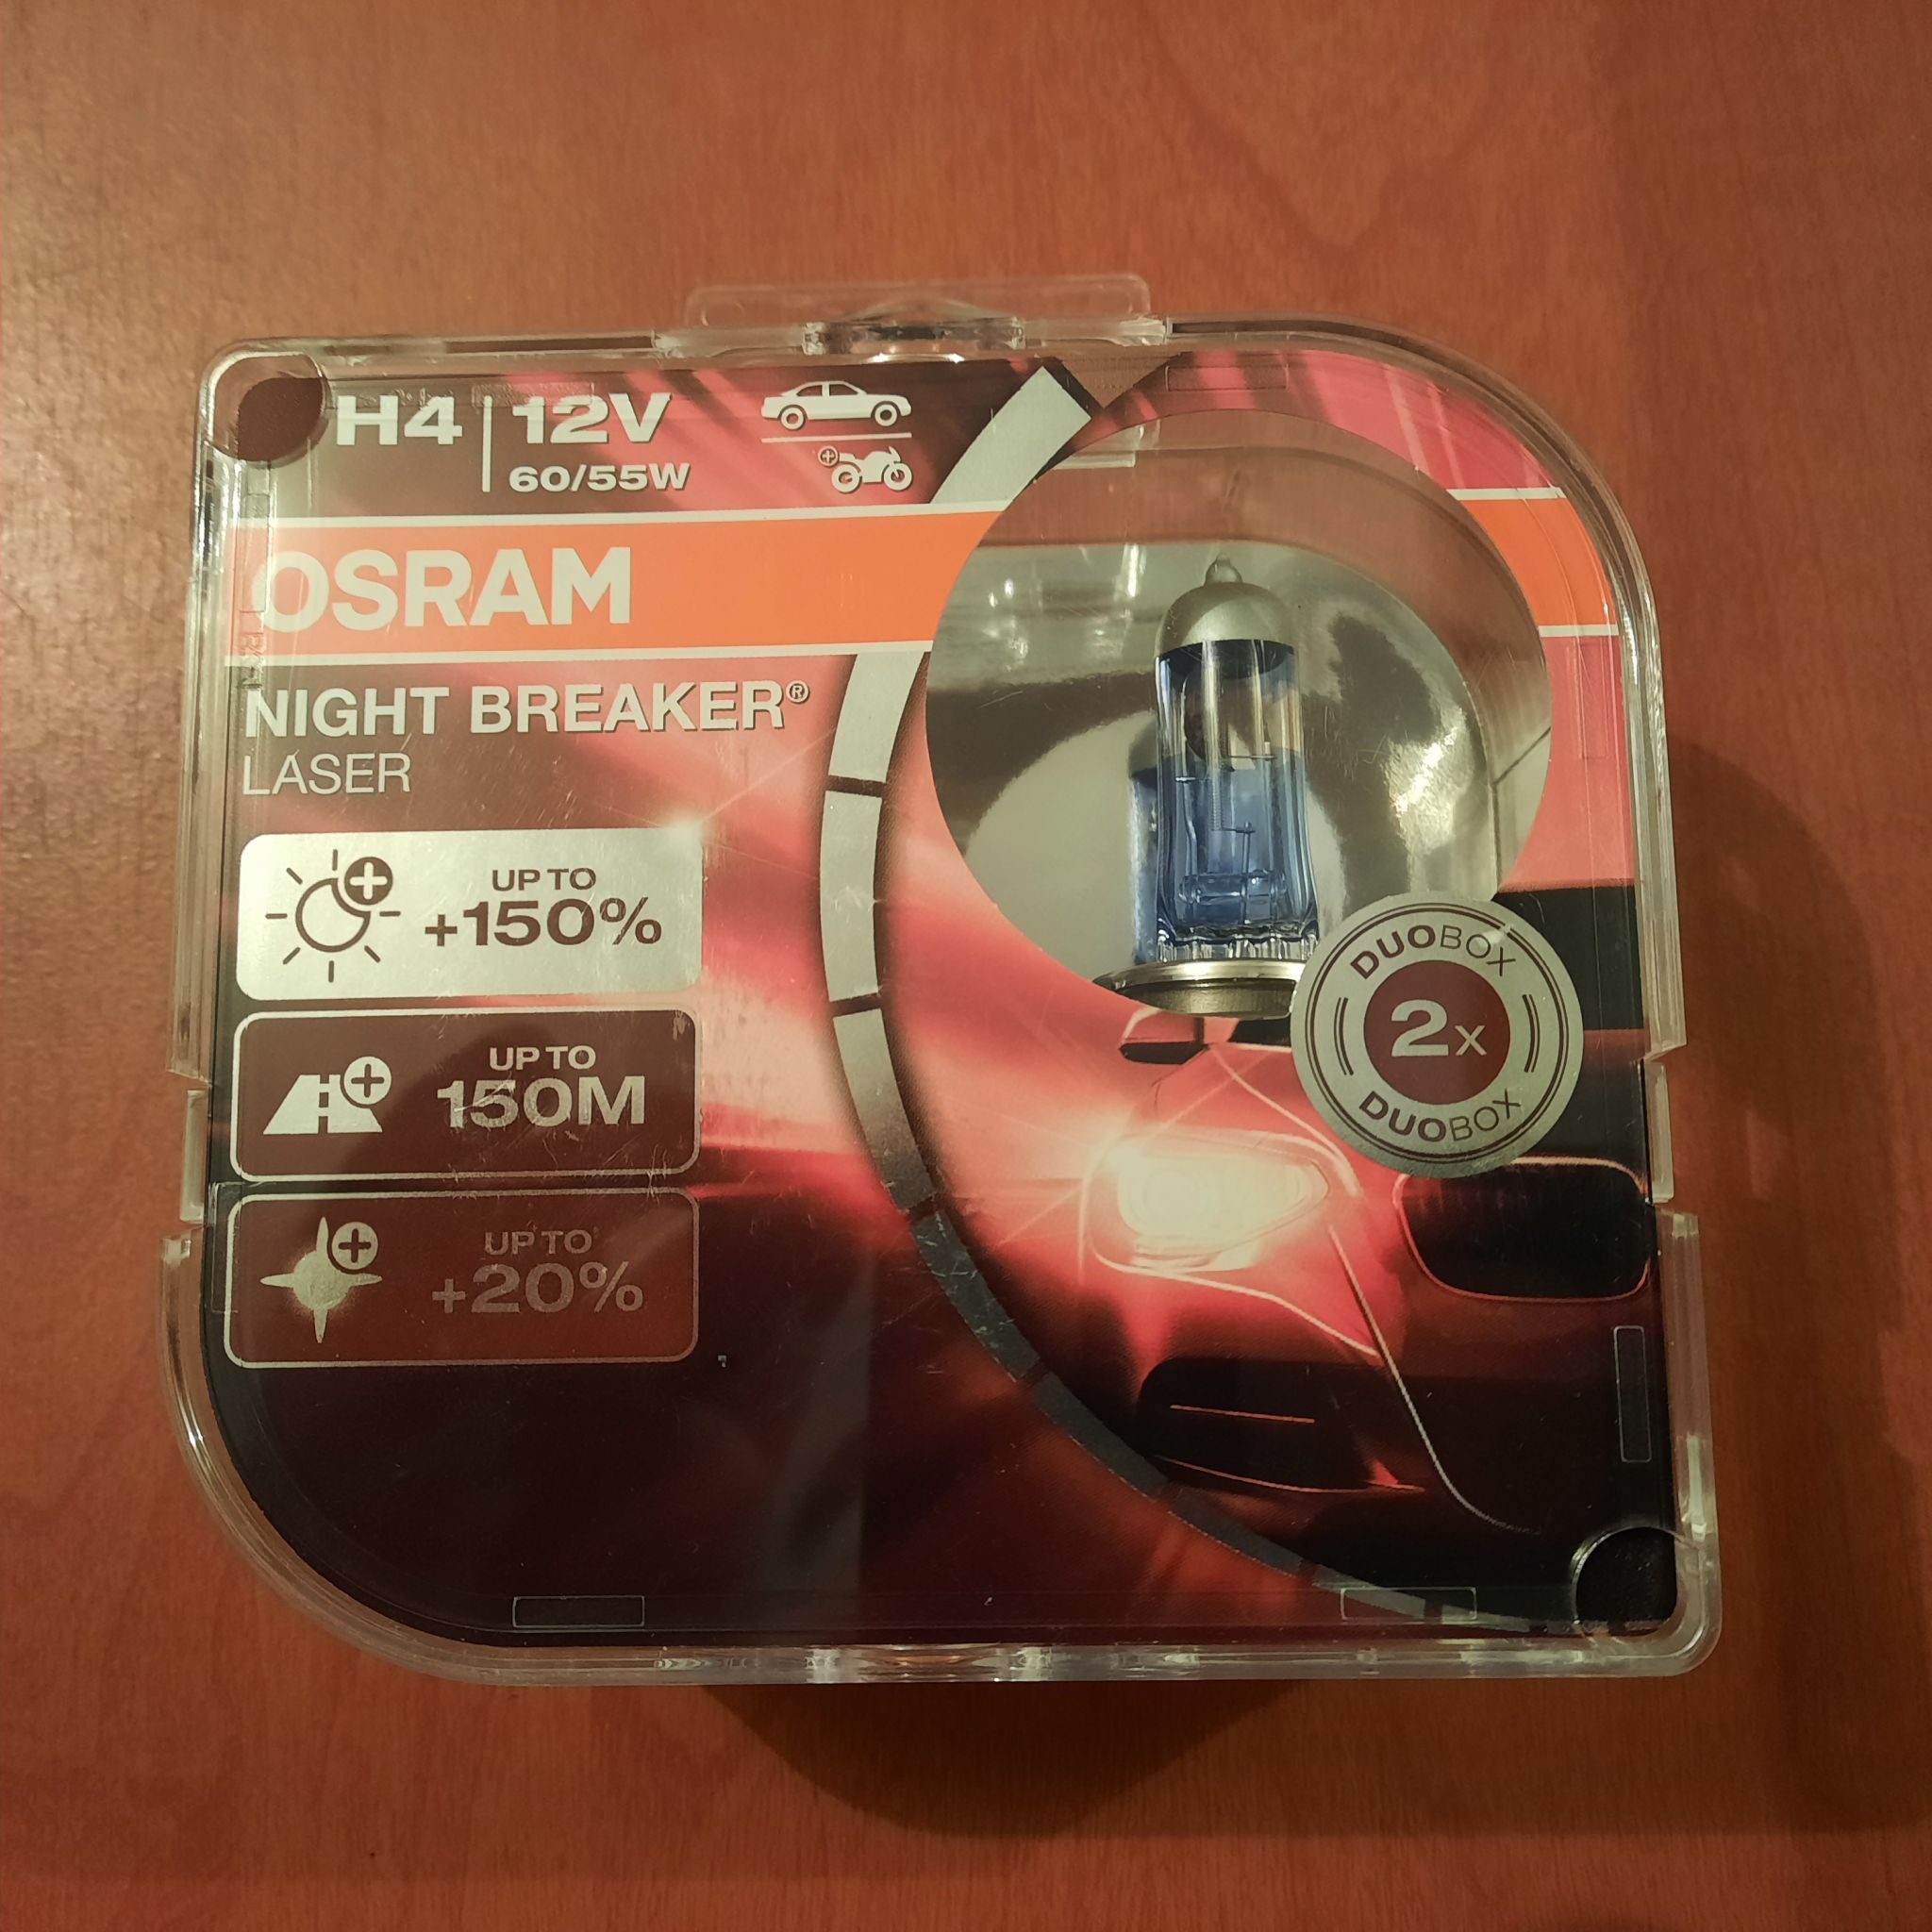 H4 12V
60/55W
OSRAM
NIGHT BREAKER®
LASER
UP TO
+150%
UP TO
150M
UP TO
+20%
DUOBOX
2x
DUOBOX